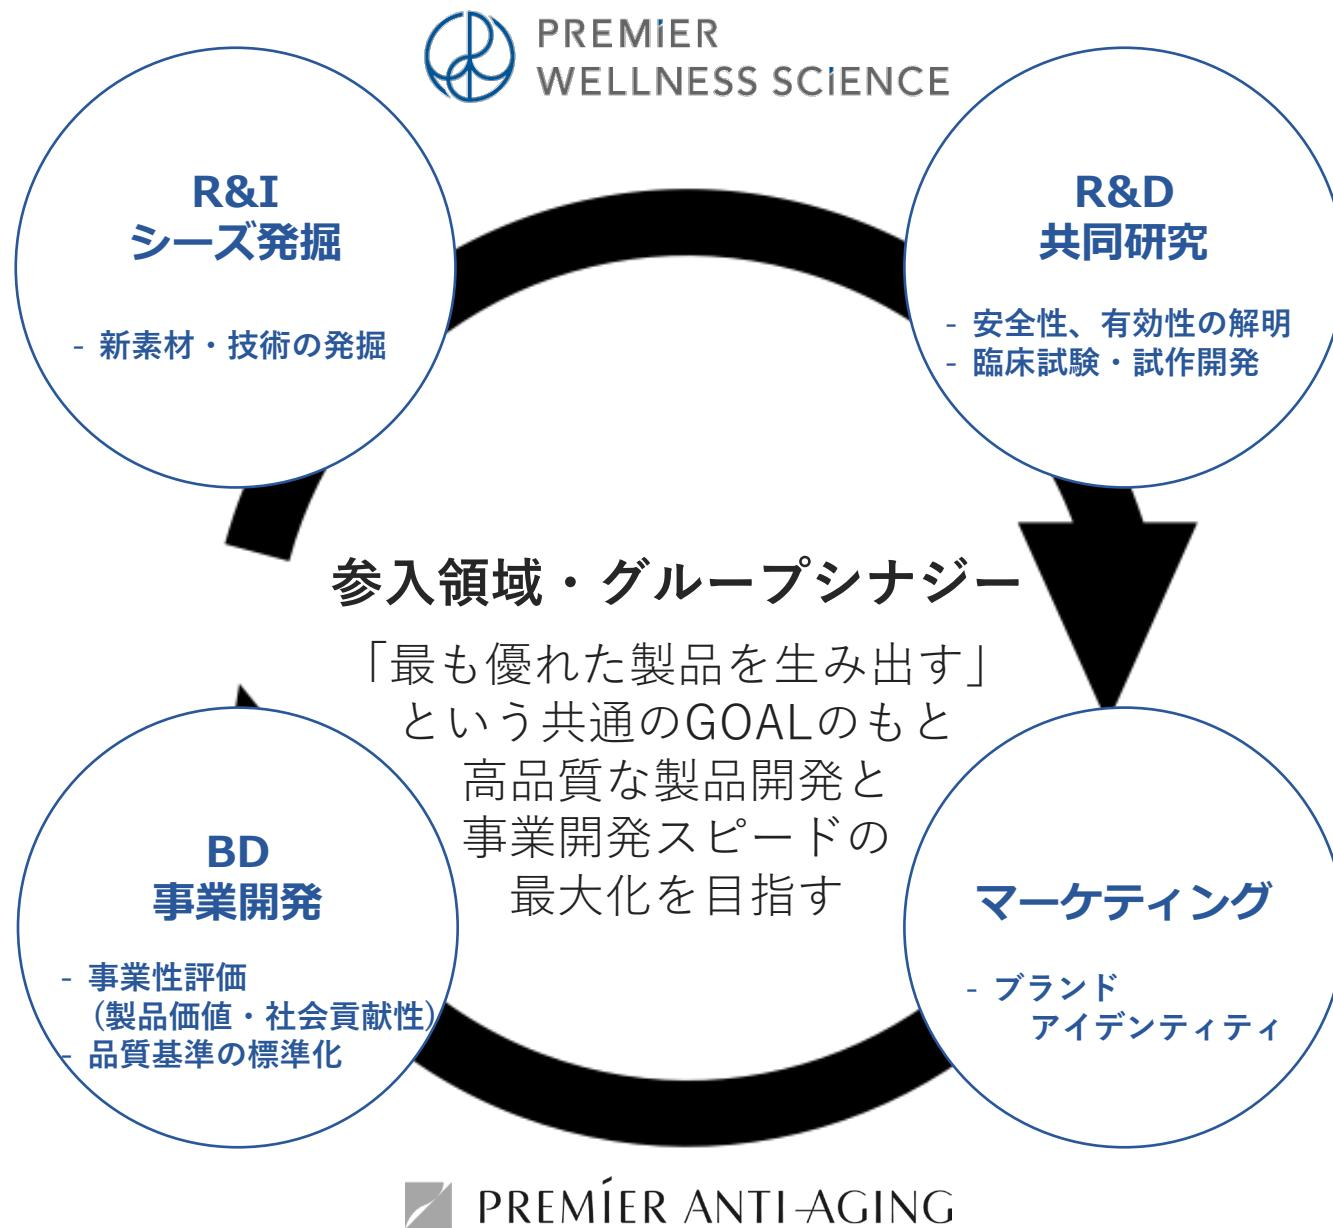 PREMIER
WELLNESS SCIENCE
R&I
シーズ発掘
- 新素材・技術の発掘
R&D
共同研究
- 安全性、有効性の解明
- 臨床試験・試作開発
参入領域・グループシナジー
「最も優れた製品を生み出す」
という共通のGOALのもと
高品質な製品開発と
事業開発スピードの
最大化を目指す
BD
事業開発
- 事業性評価
（製品価値・社会貢献性）
- 品質基準の標準化
マーケティング
- ブランド
アイデンティティ
PREMIER ANTI-AGING